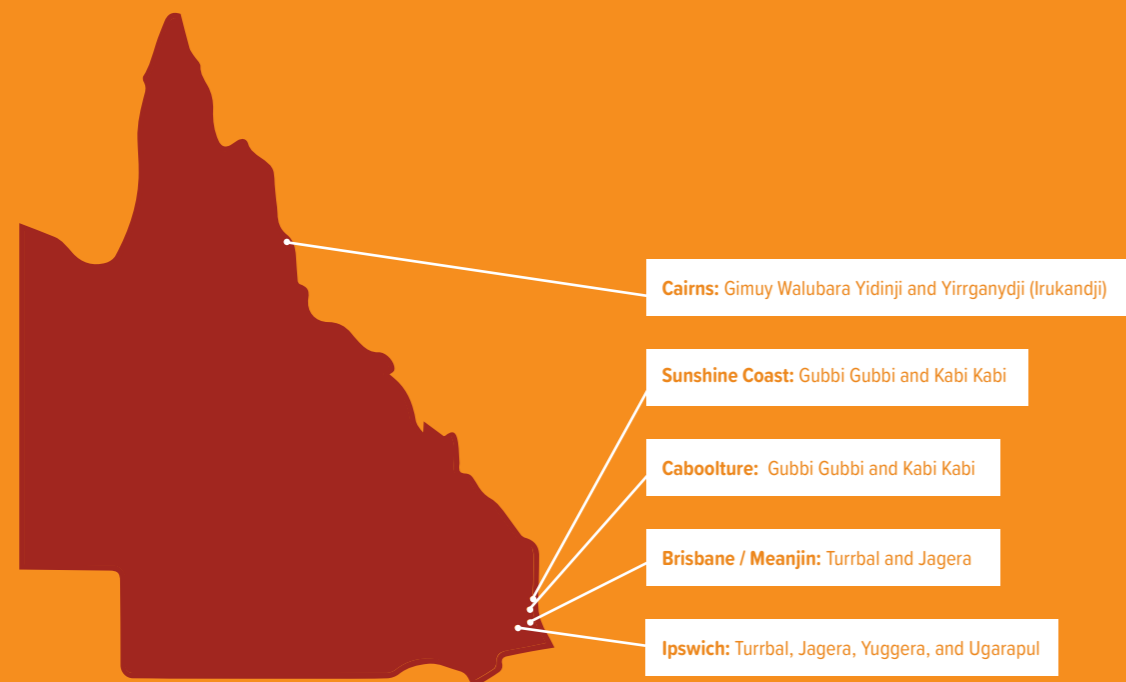 Cairns: Gimuy Walubara Yidinji and Yirrganydji (Irukandji)
Sunshine Coast: Gubbi Gubbi and Kabi Kabi
Caboolture: Gubbi Gubbi and Kabi Kabi
Brisbane / Meanjin: Turrbal and Jagera
Ipswich: Turrbal, Jagera, Yuggera, and Ugarapul